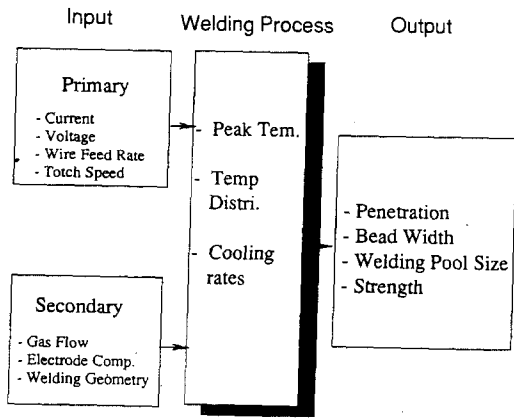 Input
Welding Process
Output
Primary
- Current
- Voltage
- Wire Feed Rate
- Totch Speed
- Peak Tem.
- Temp
Distri.
- Cooling
rates
Secondary
- Gas Flow
- Electrode Comp.
- Welding Geometry
- Penetration
- Bead Width
- Welding Pool Size
- Strength